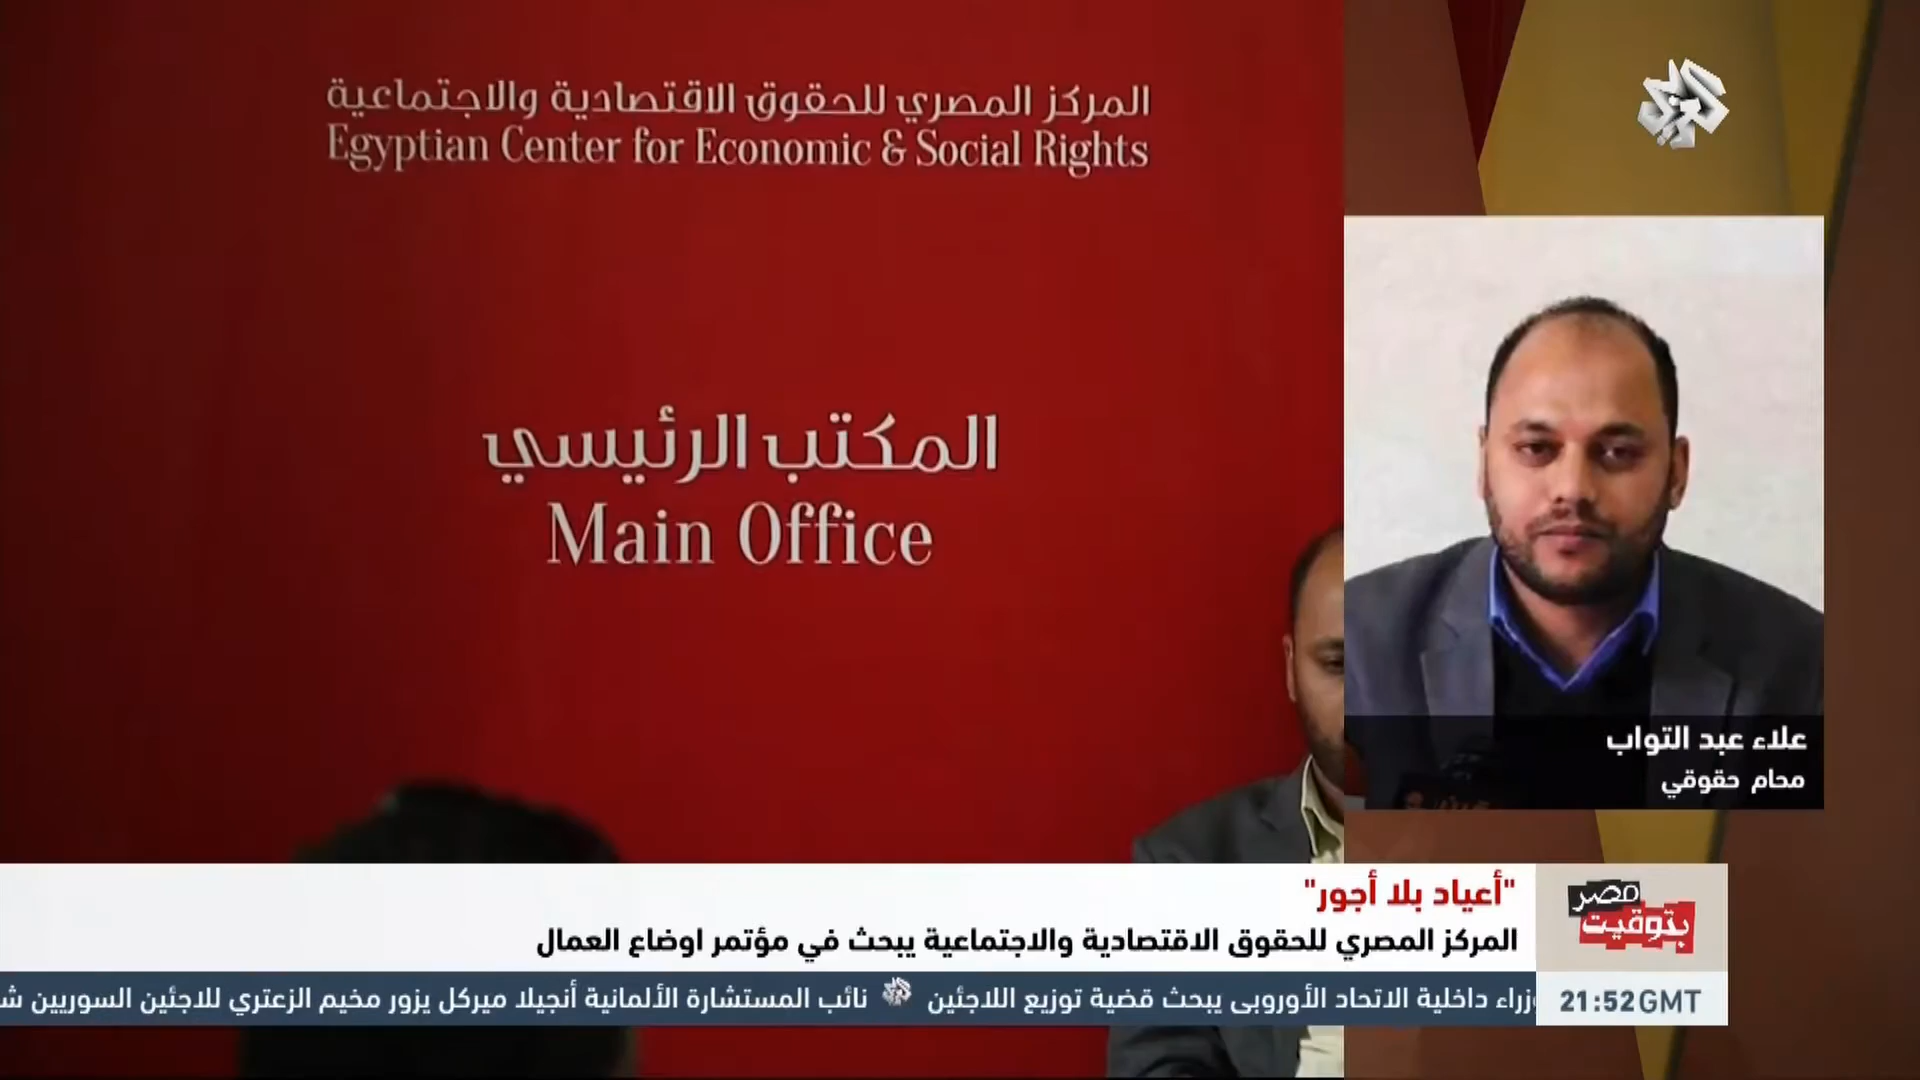 المركز المصري للحقوق الاقتصادية والاجتماعية
Egyptian Center for Economic & Social Rights
المكتب الرئيسي
Main Office
علاء عبد التواب
محام حقوقي
"أعياد بلا أجور"
المركز المصري للحقوق الاقتصادية والاجتماعية يبحث في مؤتمر اوضاع العمال
مصر
بتوقيت
داخلية الاتحاد الأوروبي يبحث قضية توزيع اللاجئين
نائب المستشارة الألمانية أنجيلا ميركل يزور مخيم الزعتري للاجئين السوريين
21:52GMT